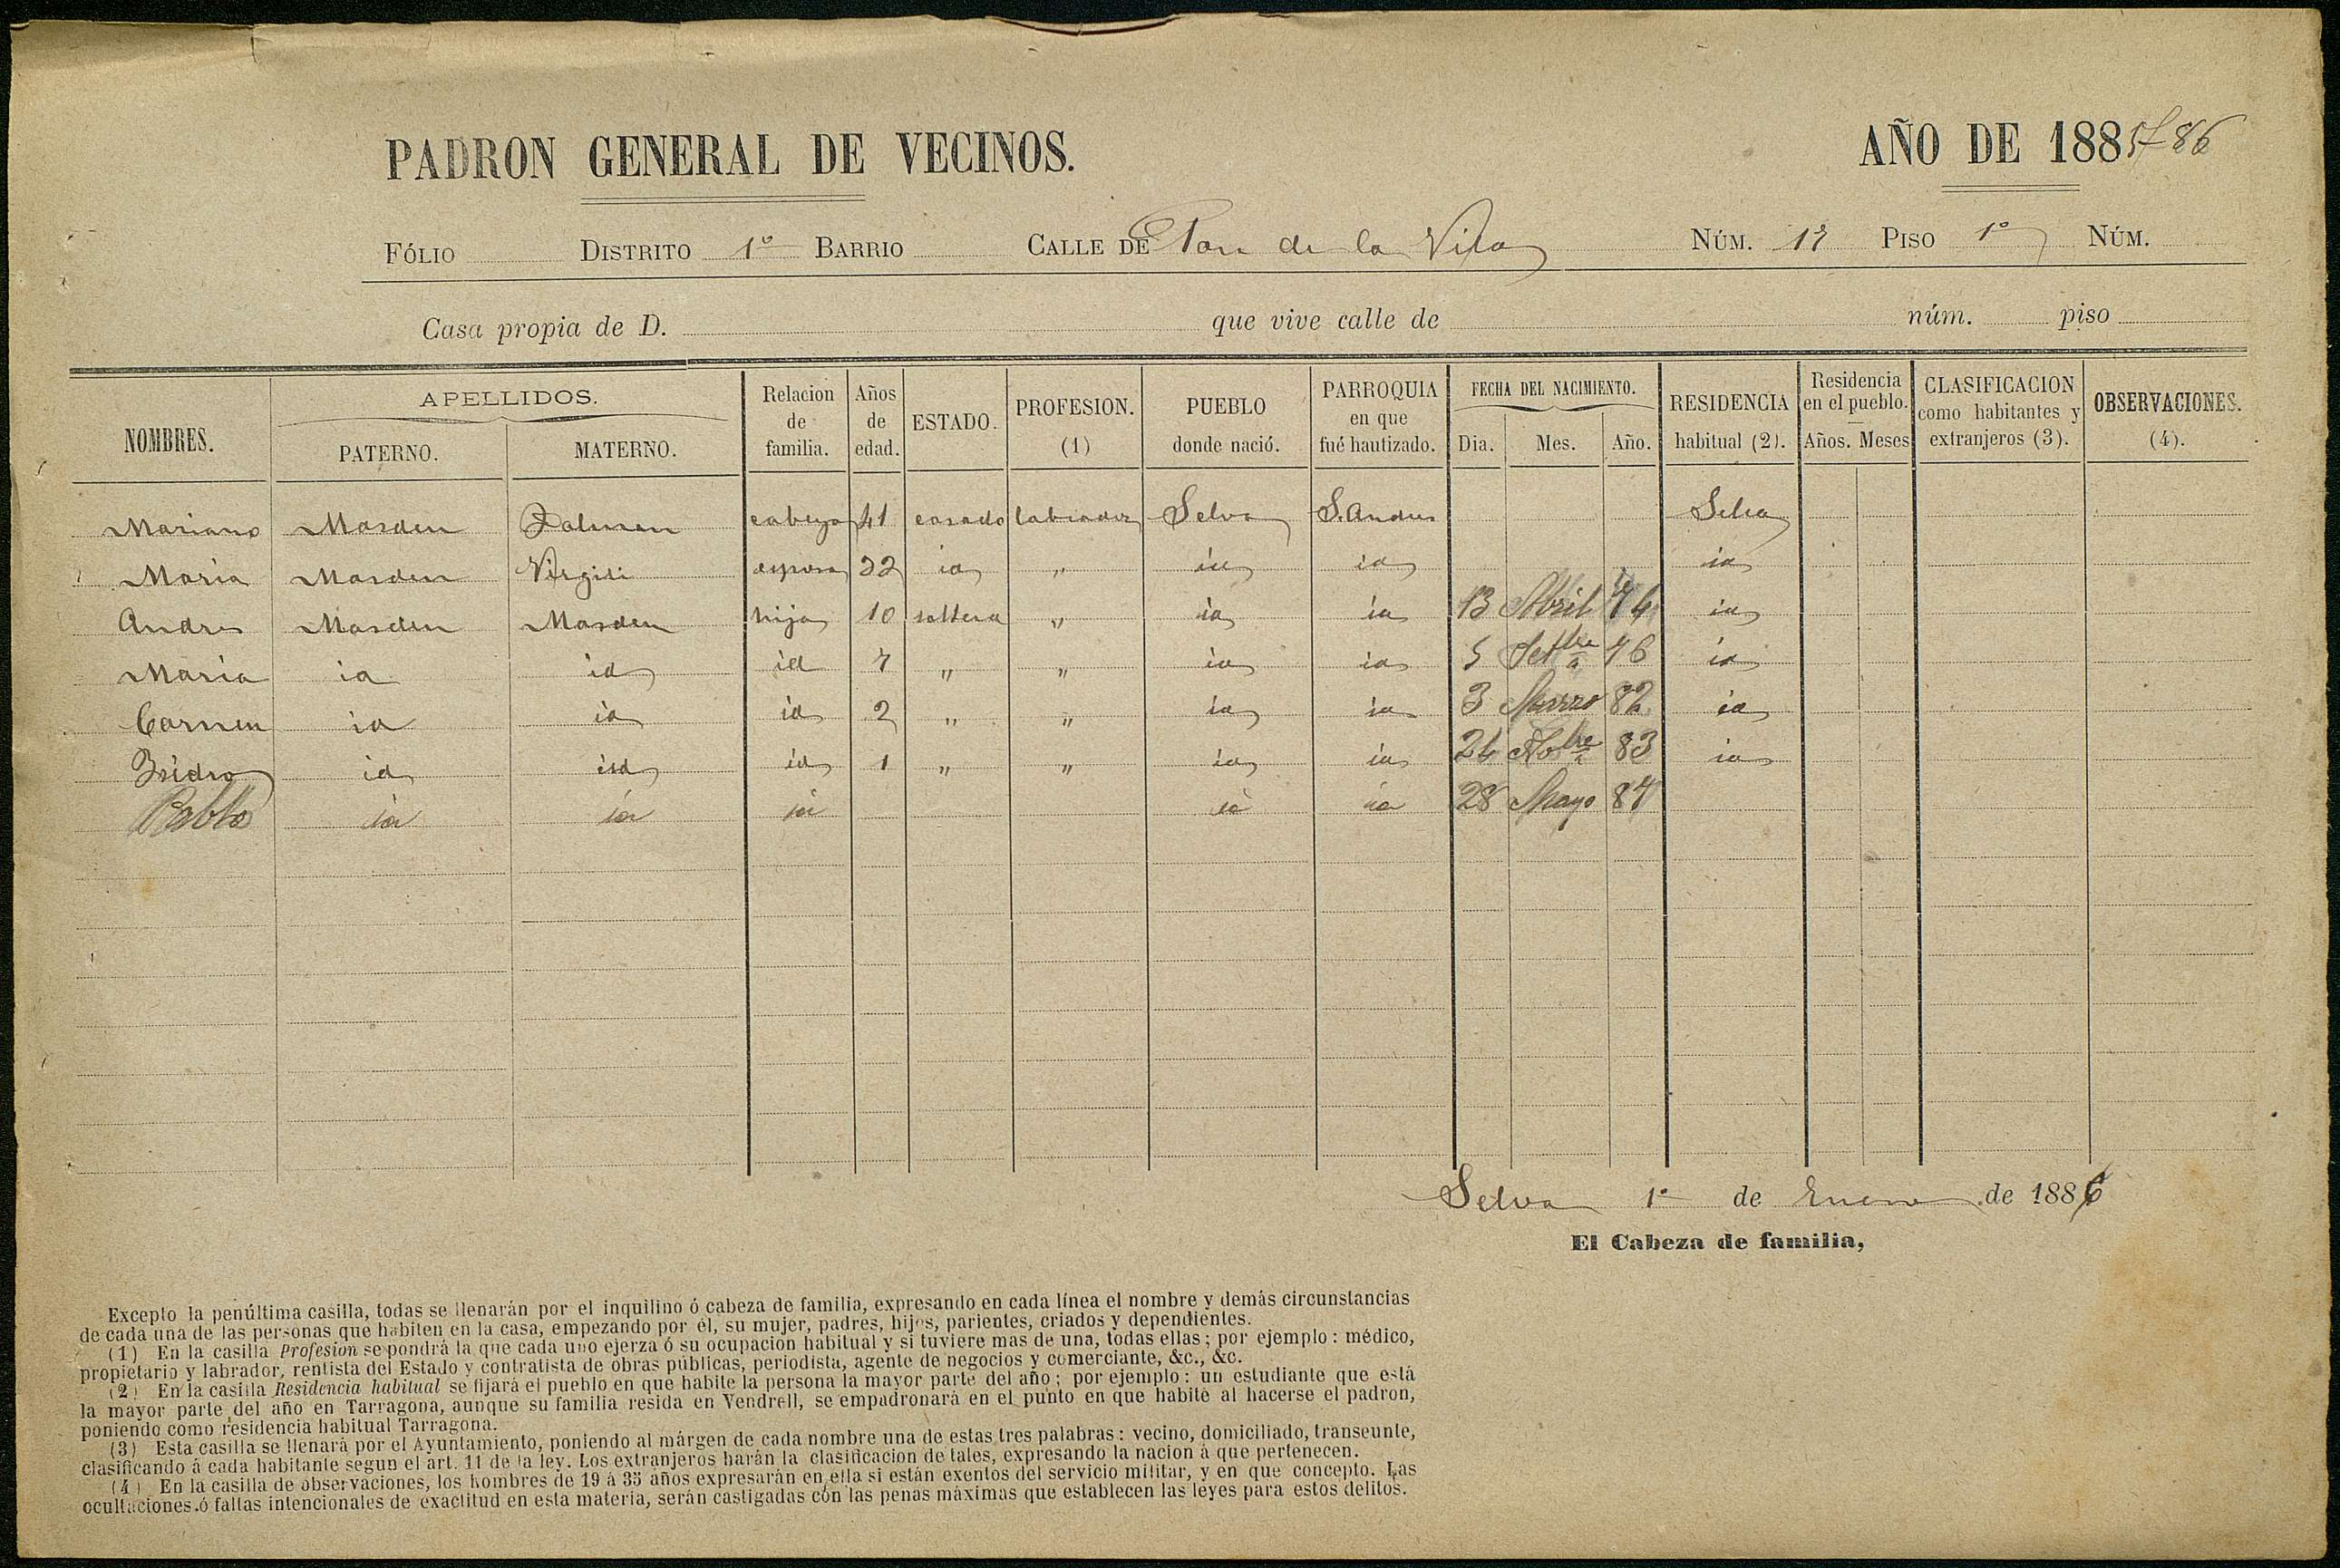 PADRON GENERAL DE VECINOS. AÑO DE 1885-86
FÓLIO DISTRITO 1º BARRIO CALLE DE Plan de la Vila NÚM. 17 PISO 1º NÚM.
Casa propia de D. que vive calle de núm. piso
NOMBRES. APELLIDOS. PATERNO. MATERNO. Relacion de familia. Años de edad. ESTADO. PROFESION. (1) PUEBLO donde nació. PARROQUIA en que fué bautizado. FECHA DEL NACIMIENTO. Dia. Mes. Año. RESIDENCIA habitual (2). Residencia en el pueblo. Años. Meses CLASIFICACION como habitantes y extranjeros (3). OBSERVACIONES. (4).
Mariano Masdeu cabeza 41 casado labrador Selva S. Andres Selva
Maria Masdeu Virgili esposa 32 id " id id id
Andres Masdeu Masdeu hijo 10 soltero " id id 13 Abril 74 id
Maria id id id 7 " " id id 5 Setbre 76 id
Carmen id id id 2 " " id id 3 Marzo 82 id
Isidro id id id 1 " " id id 24 Nobre 83 id
Pablo id id id id id 28 Mayo 87
Selva 1º de Enero de 1886
El Cabeza de familia,
Excepto la penúltima casilla, todas se llenarán por el inquilino ó cabeza de familia, expresando en cada línea el nombre y demás circunstancias
de cada una de las personas que habiten en la casa, empezando por él, su mujer, padres, hijos, parientes, criados y dependientes.
(1) En la casilla Profesion se pondrá la que cada uno ejerza ó su ocupacion habitual y si tuviere mas de una, todas ellas; por ejemplo: médico,
propietario y labrador, rentista del Estado y contratista de obras públicas, periodista, agente de negocios y comerciante, &c., &c.
(2) En la casilla Residencia habitual se fijará el pueblo en que habite la persona la mayor parte del año; por ejemplo: un estudiante que está
la mayor parte del año en Tarragona, aunque su familia resida en Vendrell, se empadronará en el punto en que habite al hacerse el padron,
poniendo como residencia habitual Tarragona.
(3) Esta casilla se llenará por el Ayuntamiento, poniendo al márgen de cada nombre una de estas tres palabras: vecino, domiciliado, transeunte,
clasificando á cada habitante segun el art. 11 de la ley. Los extranjeros harán la clasificacion de tales, expresando la nacion á que pertenecen.
(4) En la casilla de observaciones, los hombres de 19 á 35 años expresarán en ella si están exentos del servicio militar, y en que concepto. Las
ocultaciones ó faltas intencionales de exactitud en esta materia, serán castigadas con las penas máximas que establecen las leyes para estos delitos.